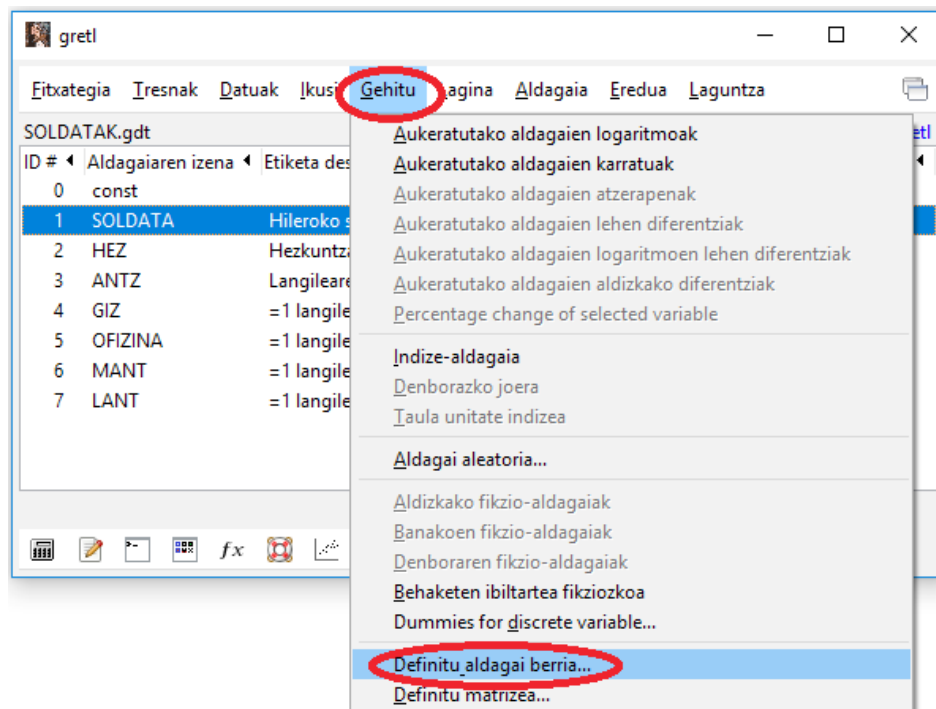 gretl
Fitxategia Tresnak Datuak Ikusi Gehitu Lagina Aldagaia Eredua Laguntza
SOLDATAK.gdt
ID # Aldagaiaren izena Etiketa des
0 const
1 SOLDATA Hileroko s
2 HEZ Hezkuntza
3 ANTZ Langileare
4 GIZ =1 langile
5 OFIZINA =1 langile
6 MANT =1 langile
7 LANT =1 langile
fx
Aukeratutako aldagaien logaritmoak
Aukeratutako aldagaien karratuak
Aukeratutako aldagaien atzerapenak
Aukeratutako aldagaien lehen diferentziak
Aukeratutako aldagaien logaritmoen lehen diferentziak
Aukeratutako aldagaien aldizkako diferentziak
Percentage change of selected variable
Indize-aldagaia
Denborazko joera
Taula unitate indizea
Aldagai aleatoria...
Aldizkako fikzio-aldagaiak
Banakoen fikzio-aldagaiak
Denboraren fikzio-aldagaiak
Behaketen ibiltartea fikziozkoa
Dummies for discrete variable...
Definitu aldagai berria...
Definitu matrizea...